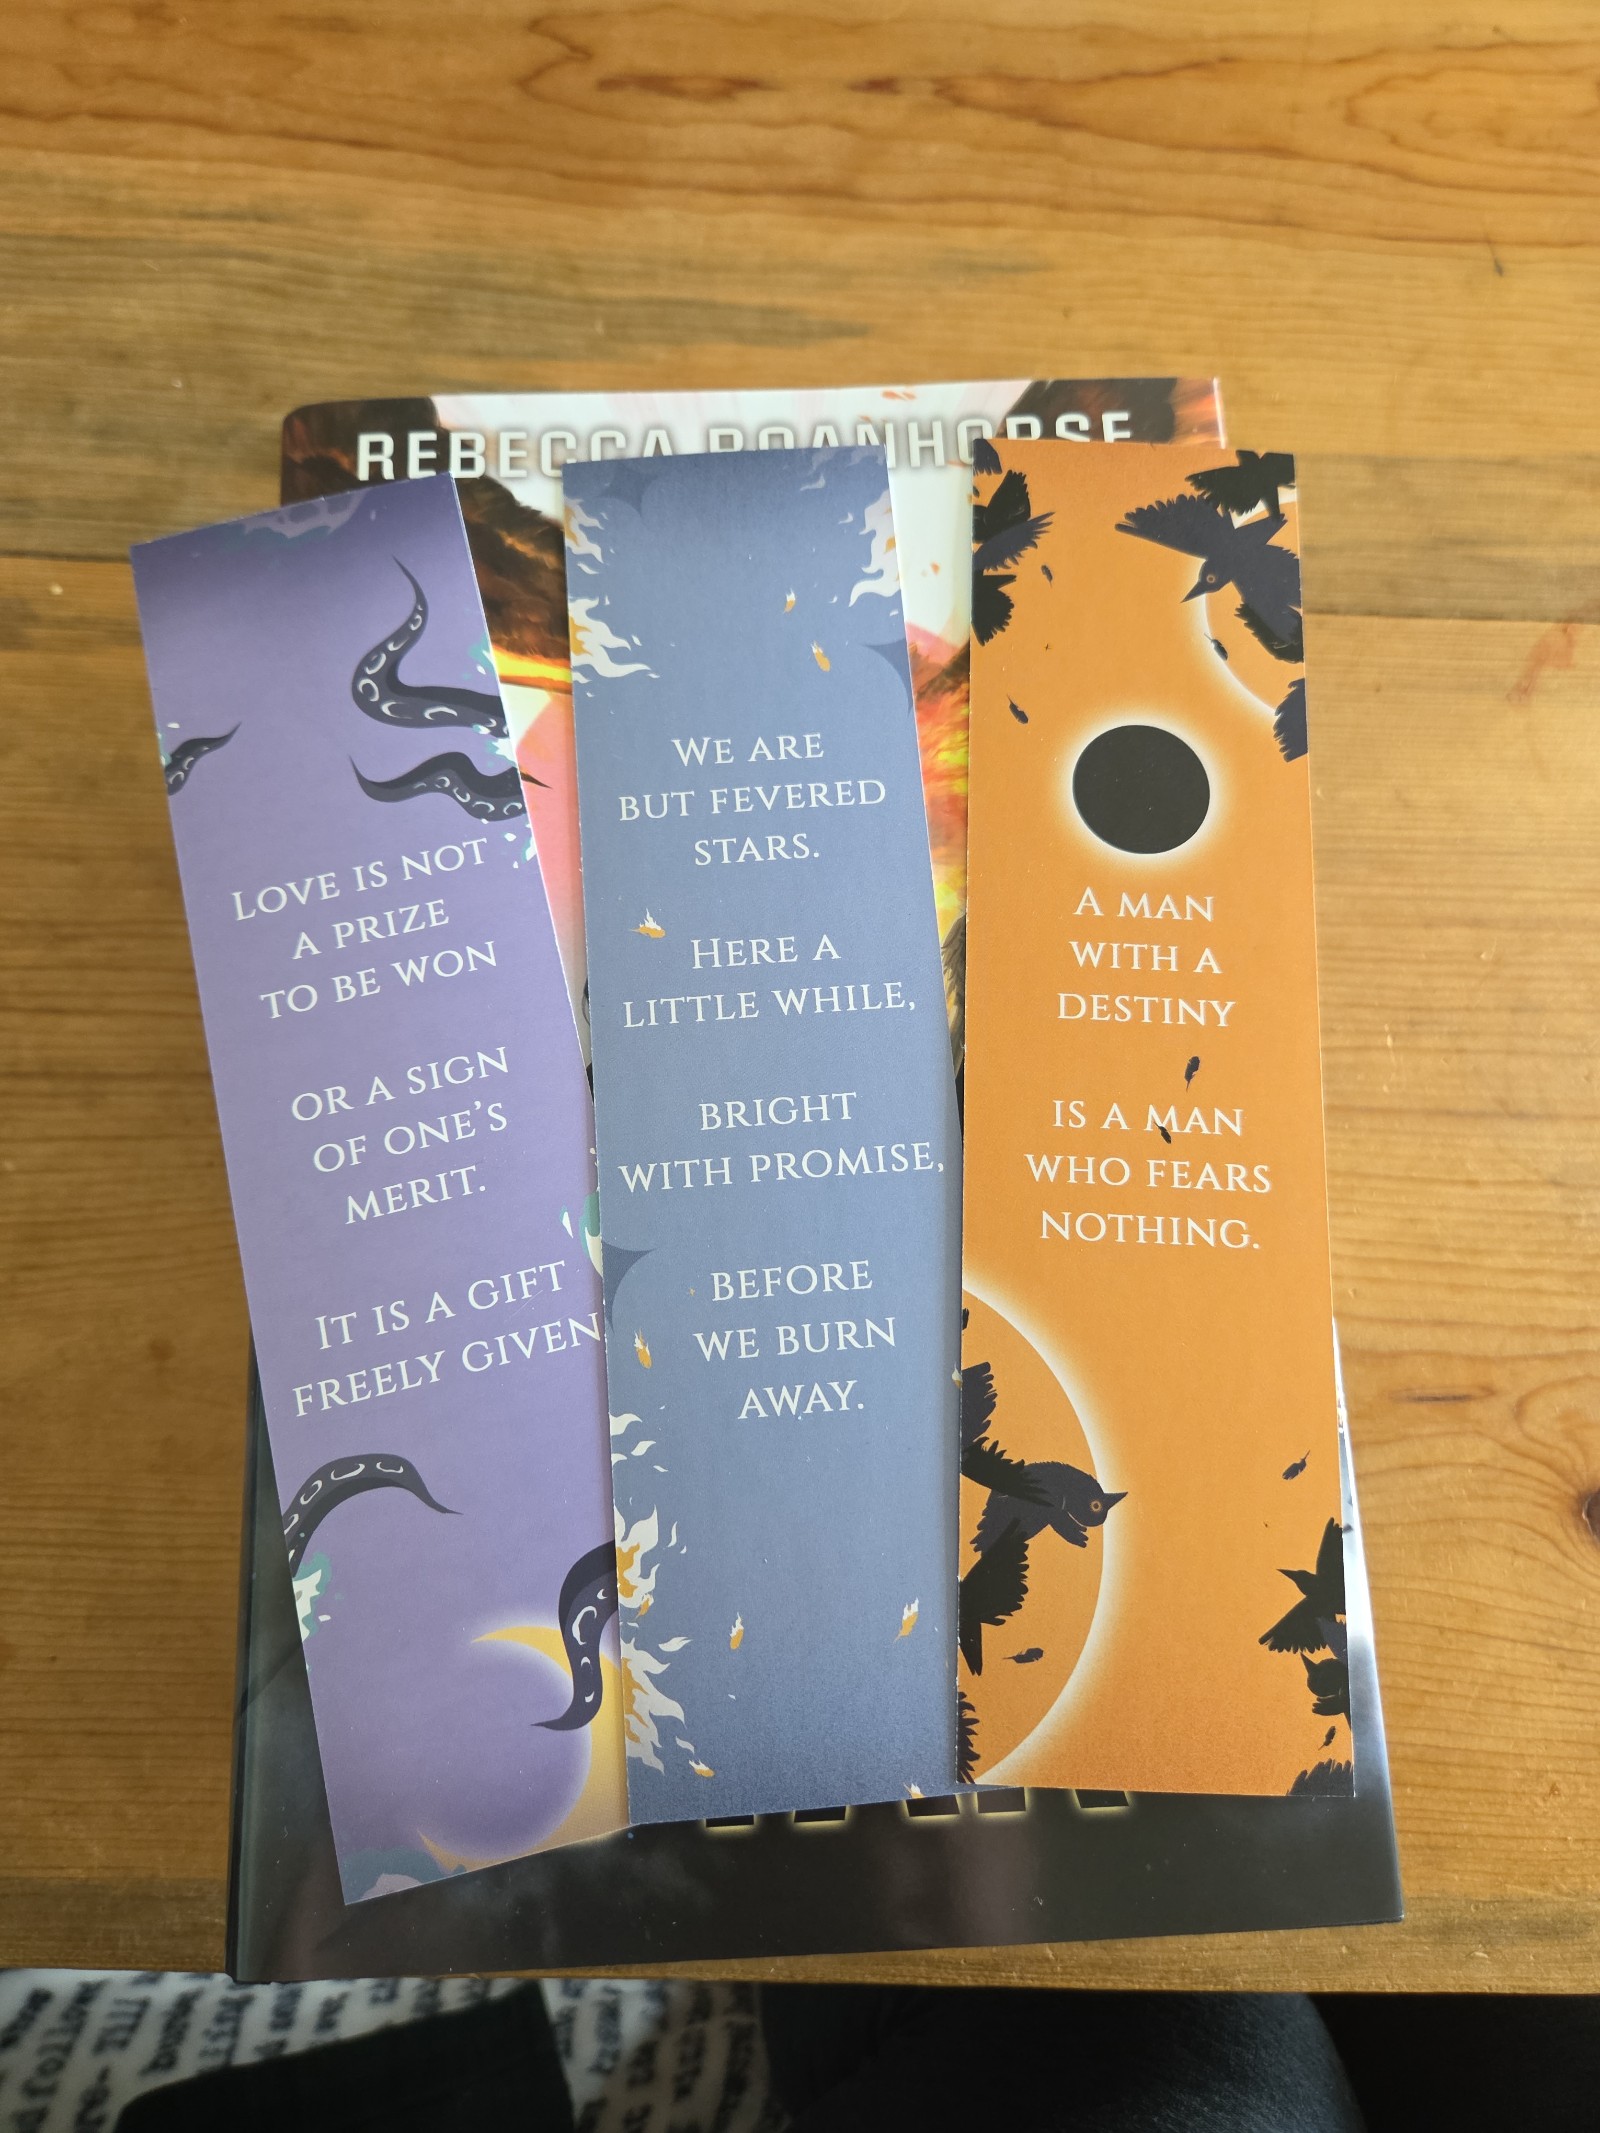 REBECCA ROANHORSE
LOVE IS NOT
A PRIZE
TO BE WON
OR A SIGN
OF ONE'S
MERIT.
IT IS A GIFT
FREELY GIVEN
WE ARE
BUT FEVERED
STARS.
HERE A
LITTLE WHILE,
BRIGHT
WITH PROMISE,
BEFORE
WE BURN
AWAY.
A MAN
WITH A
DESTINY
IS A MAN
WHO FEARS
NOTHING.